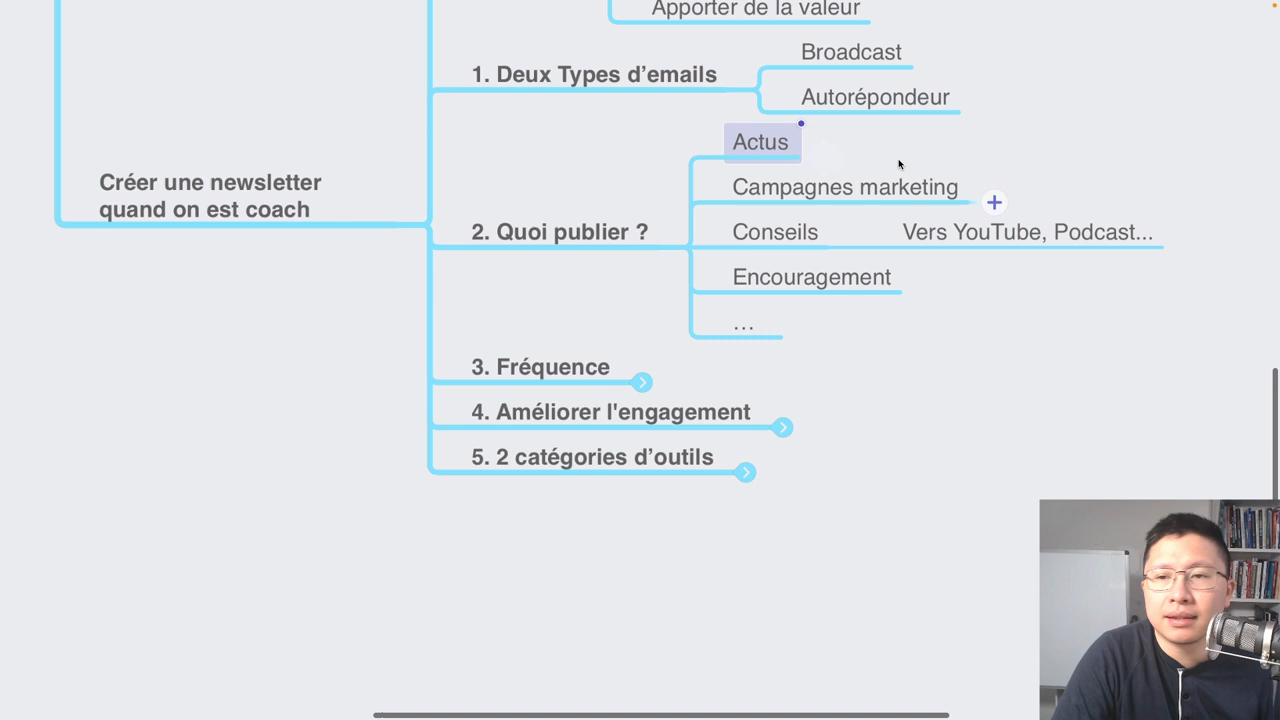 Apporter de la valeur
1. Deux Types d’emails
Broadcast
Autorépondeur
Créer une newsletter
quand on est coach
2. Quoi publier ?
Actus
Campagnes marketing
Conseils
Vers YouTube, Podcast...
Encouragement
...
3. Fréquence
4. Améliorer l'engagement
5. 2 catégories d’outils